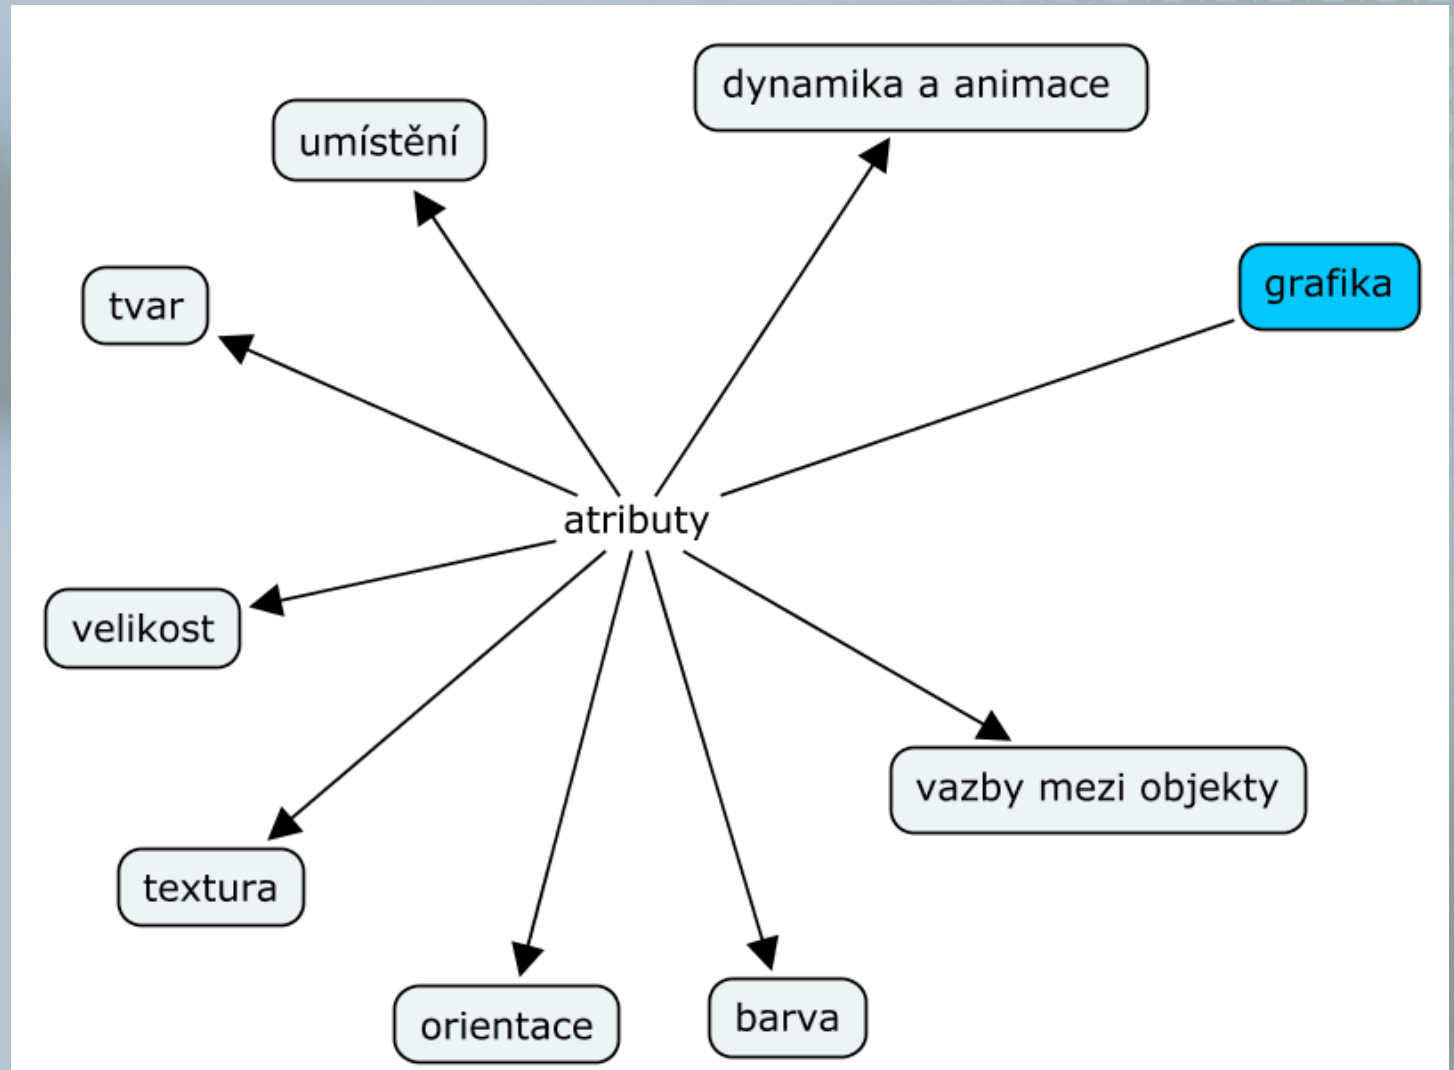 dynamika a animace
umístění
grafika
tvar
atributy
velikost
vazby mezi objekty
textura
barva
orientace